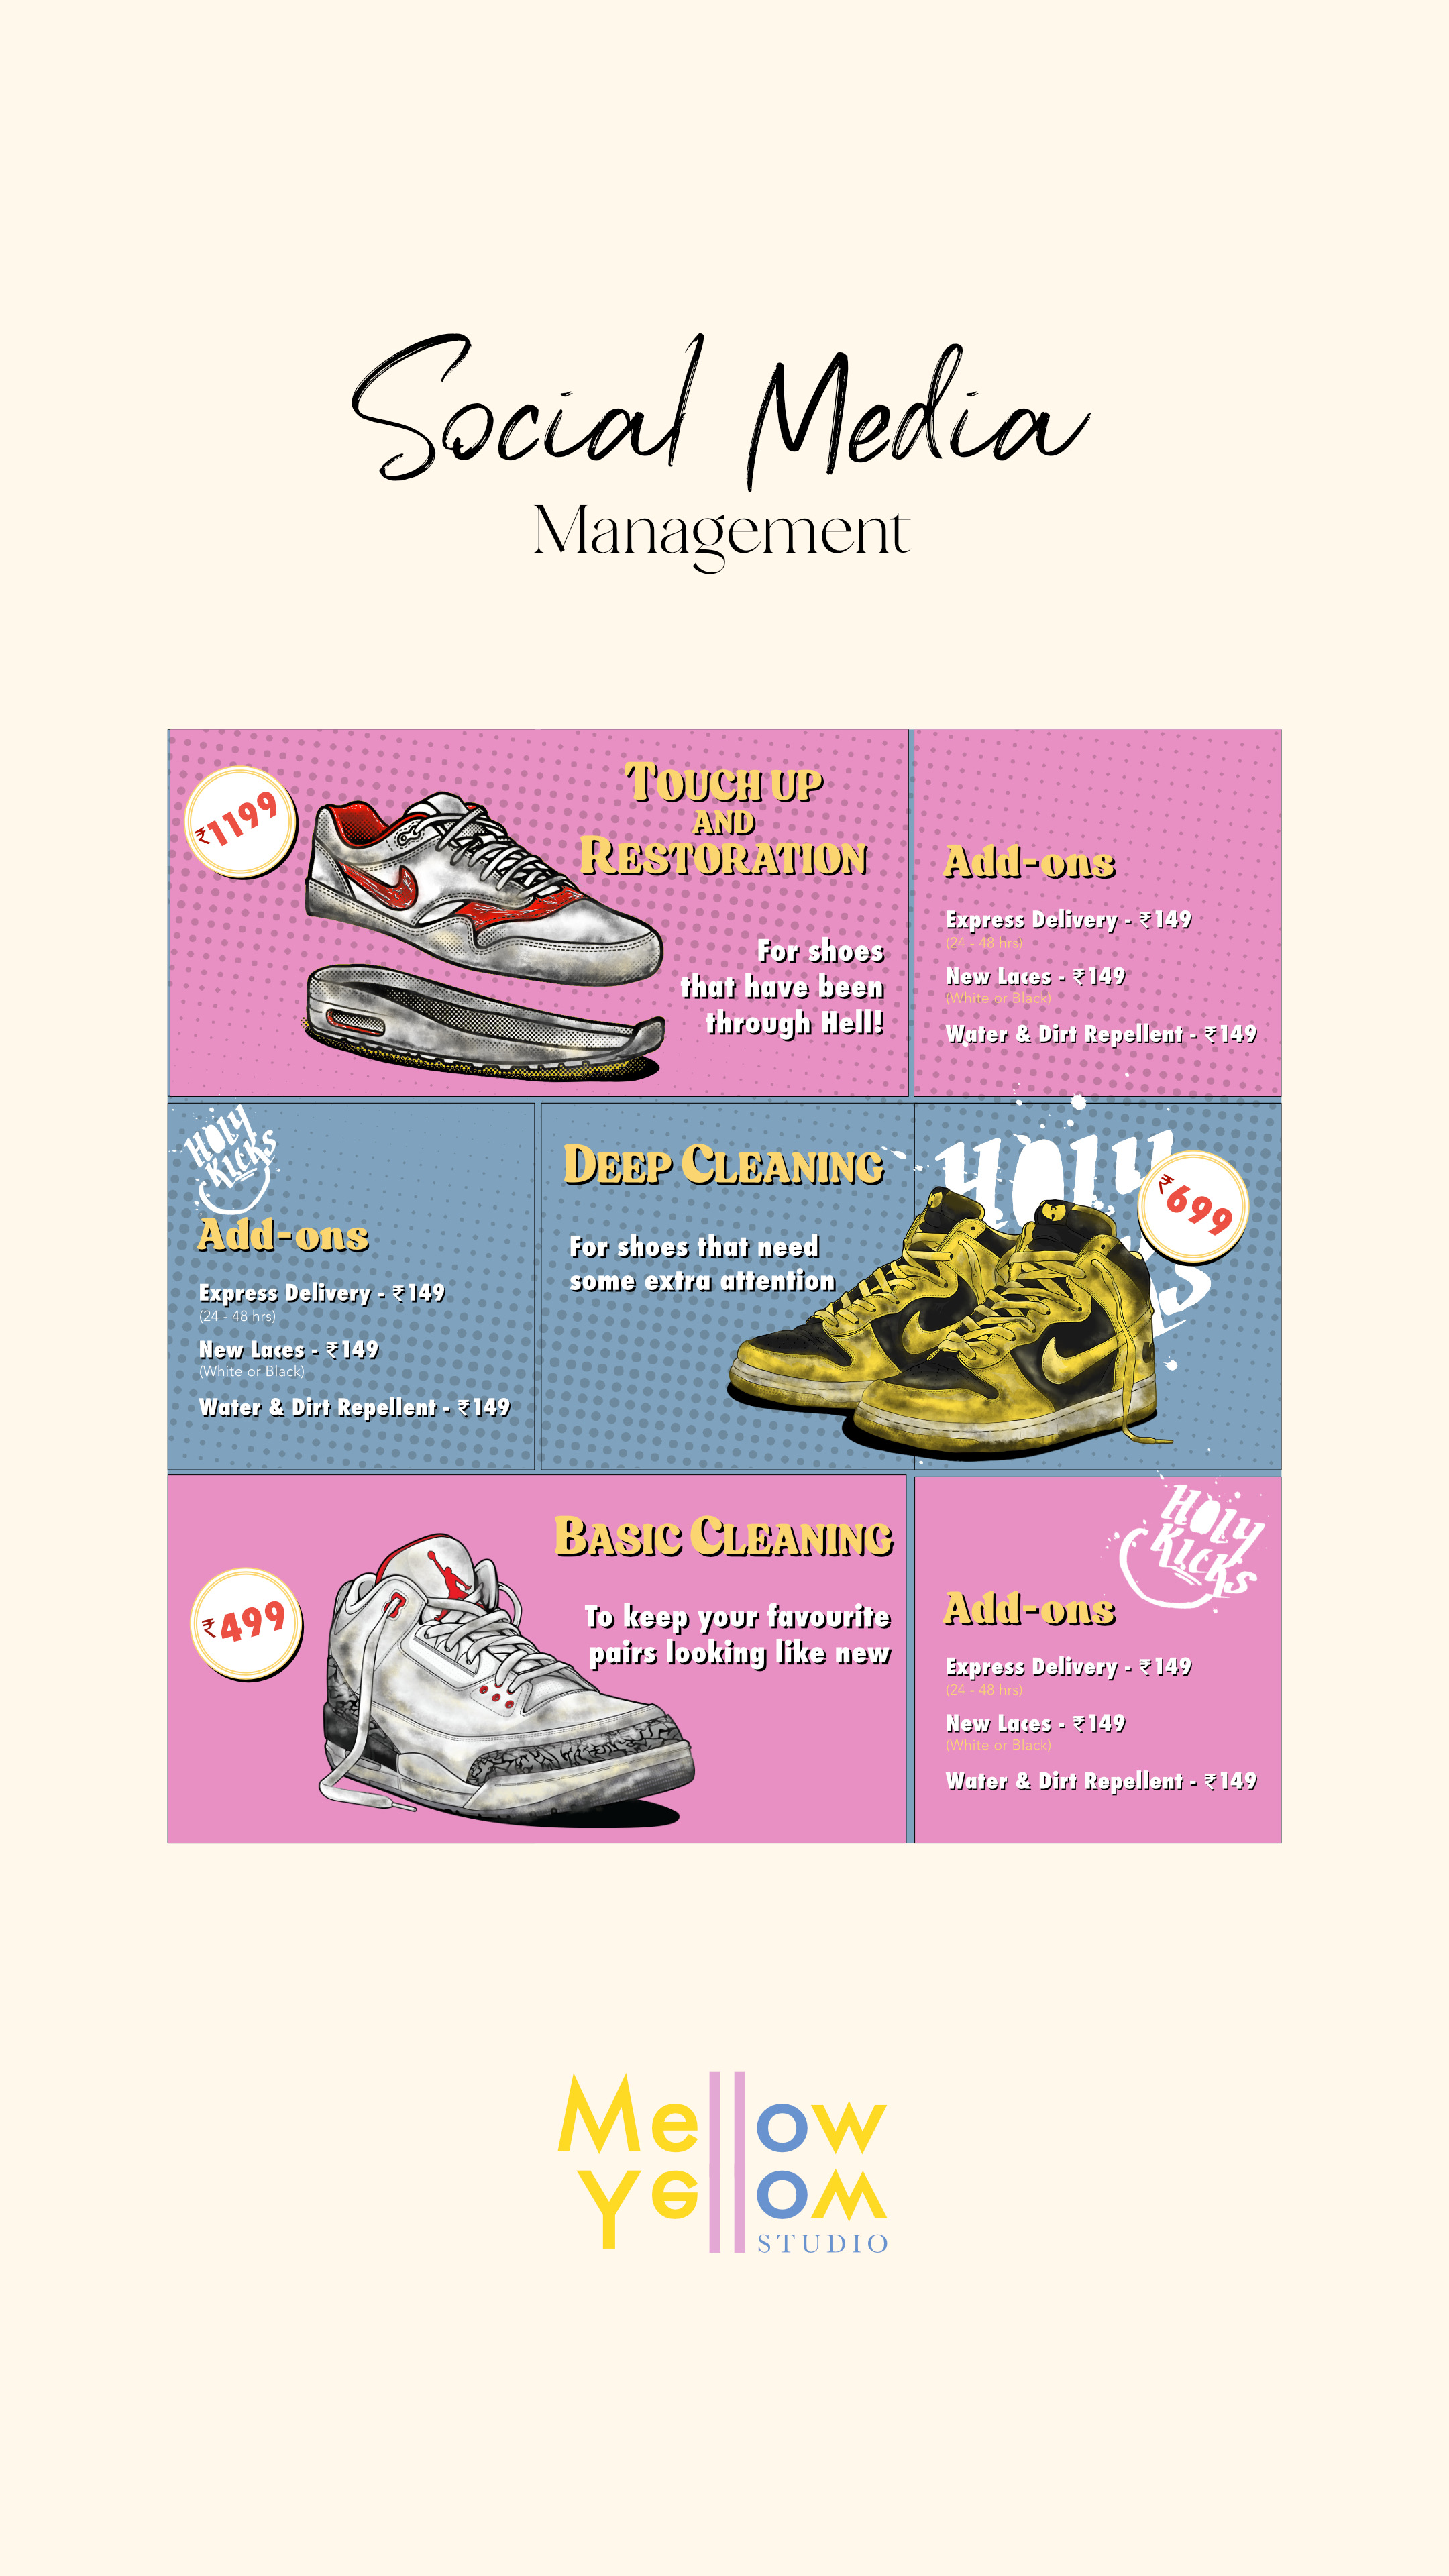 Social Media
Management
₹1199
TOUCH UP
AND
RESTORATION
For shoes
that have been
through Hell!
Add-ons
Express Delivery - ₹149
(24 - 48 hrs)
New Laces - ₹149
(White or Black)
Water & Dirt Repellent - ₹149
HOLY
KICKS
Add-ons
Express Delivery - ₹149
(24 - 48 hrs)
New Laces - ₹149
(White or Black)
Water & Dirt Repellent - ₹149
DEEP CLEANING
For shoes that need
some extra attention
HOLY
₹699
₹499
BASIC CLEANING
To keep your favourite
pairs looking like new
HOLY
KICKS
Add-ons
Express Delivery - ₹149
(24 - 48 hrs)
New Laces - ₹149
(White or Black)
Water & Dirt Repellent - ₹149
Mellow
Yellow
STUDIO